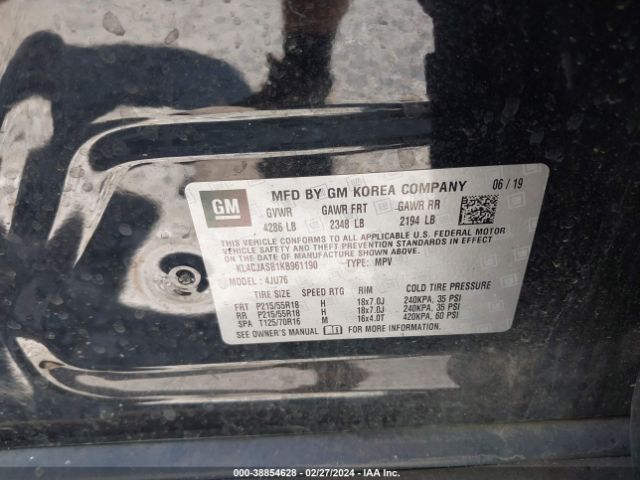 GM
MFD BY GM KOREA COMPANY 06 / 19
GVWR GAWR FRT GAWR RR
4286 LB 2348 LB 2194 LB
THIS VEHICLE CONFORMS TO ALL APPLICABLE U.S. FEDERAL MOTOR
VEHICLE SAFETY AND THEFT PREVENTION STANDARDS IN EFFECT
ON THE DATE OF MANUFACTURE SHOWN ABOVE.
KL4CJASB1KB961190 TYPE: MPV
MODEL : 4JU76
TIRE SIZE SPEED RTG RIM COLD TIRE PRESSURE
FRT P215/55R18 H 18x7.0J 240KPA, 35 PSI
RR P215/55R18 H 18x7.0J 240KPA, 35 PSI
SPA T125/70R16 M 16x4.0T 420KPA, 60 PSI
SEE OWNER'S MANUAL FOR MORE INFORMATION.
000-38854628 - 02/27/2024 - IAA Inc.